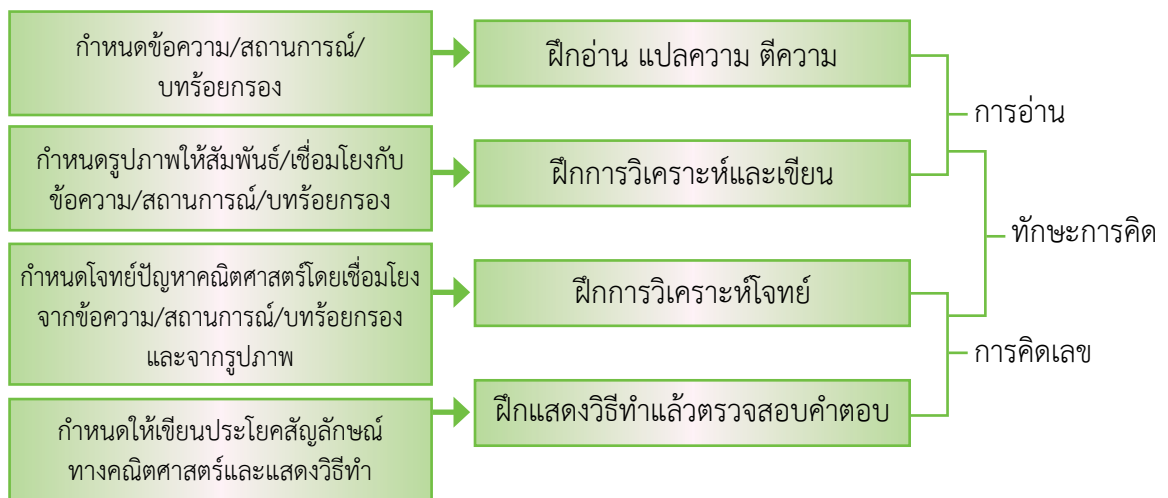 กำหนดข้อความ/สถานการณ์/
บทร้อยกรอง
ฝึกอ่าน แปลความ ตีความ
การอ่าน
กำหนดรูปภาพให้สัมพันธ์/เชื่อมโยงกับ
ข้อความ/สถานการณ์/บทร้อยกรอง
ฝึกการวิเคราะห์และเขียน
ทักษะการคิด
กำหนดโจทย์ปัญหาคณิตศาสตร์โดยเชื่อมโยง
จากข้อความ/สถานการณ์/บทร้อยกรอง
และจากรูปภาพ
ฝึกการวิเคราะห์โจทย์
การคิดเลข
กำหนดให้เขียนประโยคสัญลักษณ์
ทางคณิตศาสตร์และแสดงวิธีทำ
ฝึกแสดงวิธีทำแล้วตรวจสอบคำตอบ